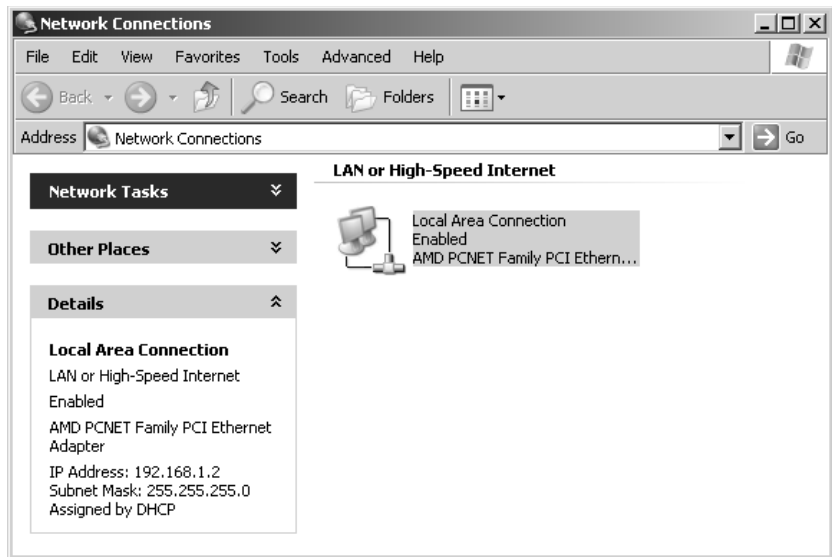 Network Connections
File Edit View Favorites Tools Advanced Help
Back Search Folders
Address Network Connections Go
Network Tasks
Other Places
Details
Local Area Connection
LAN or High-Speed Internet
Enabled
AMD PCNET Family PCI Ethernet
Adapter
IP Address: 192.168.1.2
Subnet Mask: 255.255.255.0
Assigned by DHCP
LAN or High-Speed Internet
Local Area Connection
Enabled
AMD PCNET Family PCI Ethern...